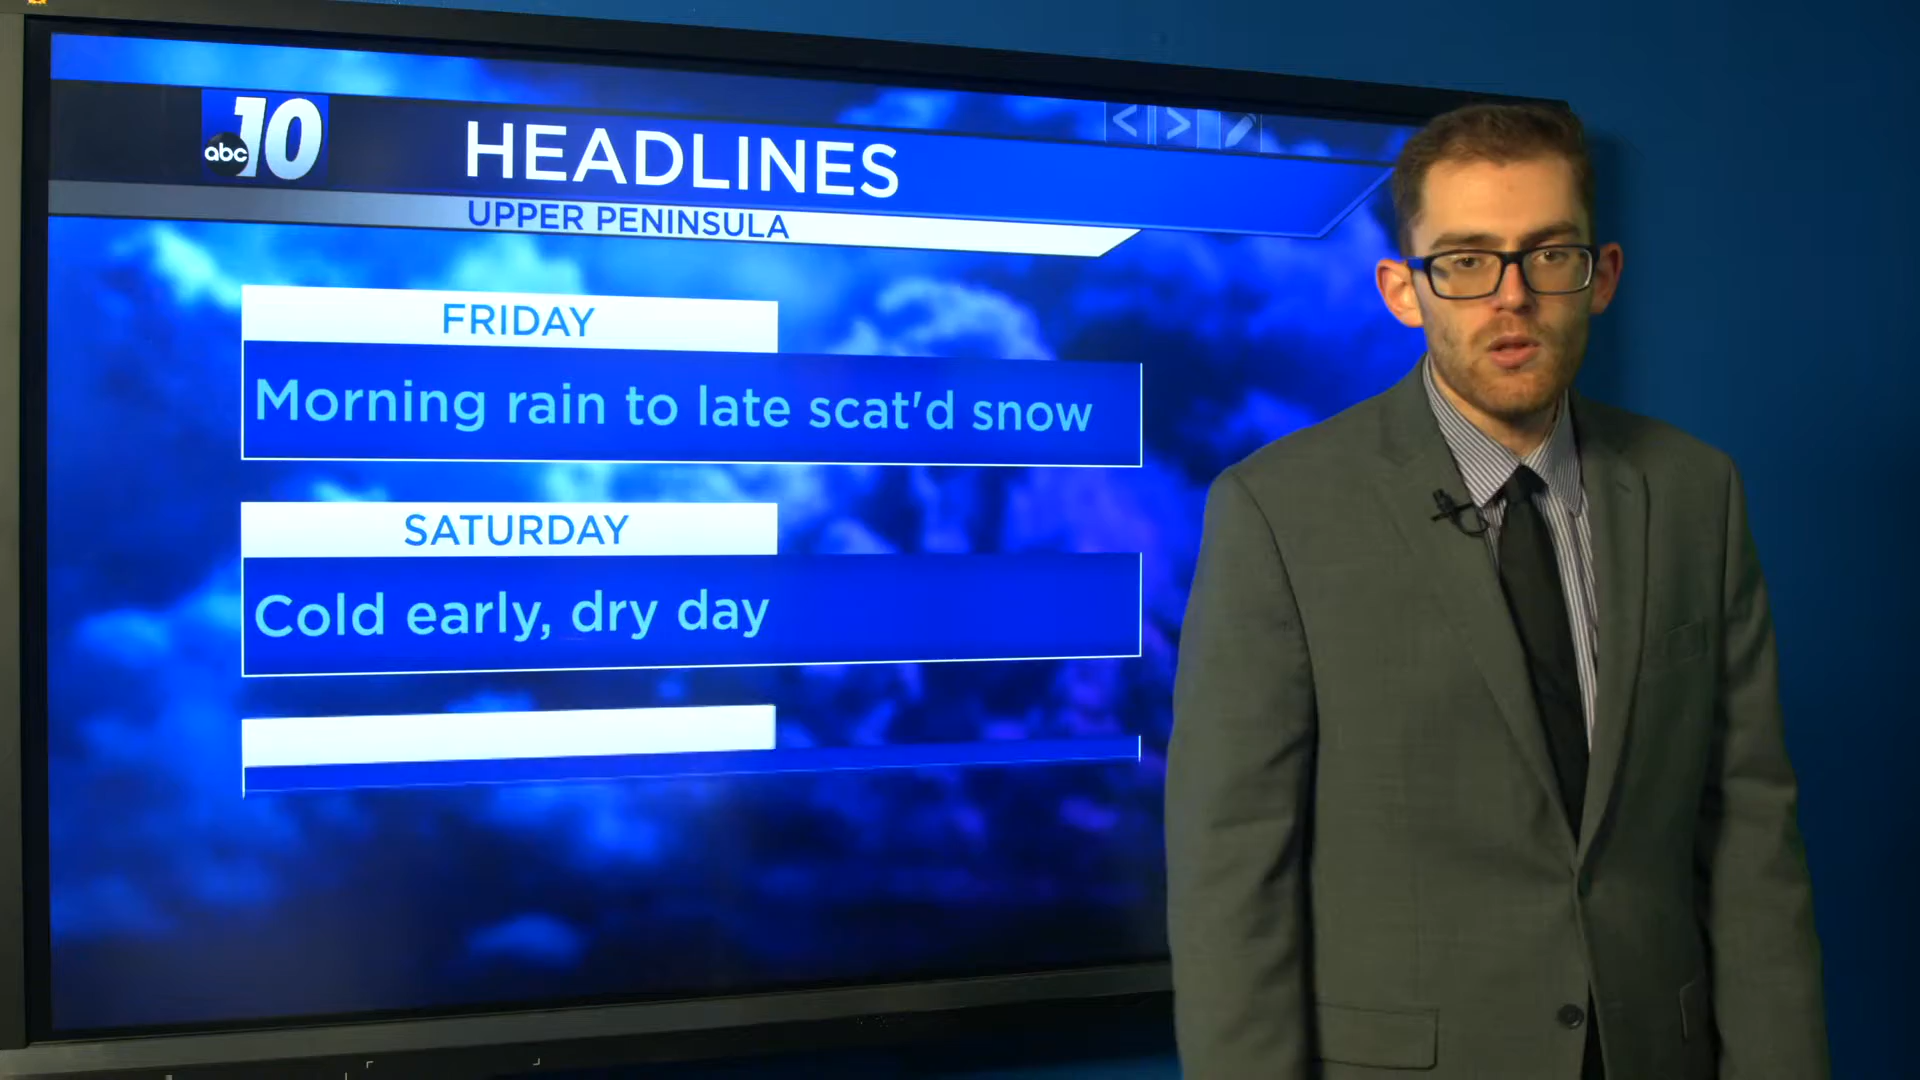 abc 10
HEADLINES
UPPER PENINSULA
FRIDAY
Morning rain to late scat'd snow
SATURDAY
Cold early, dry day